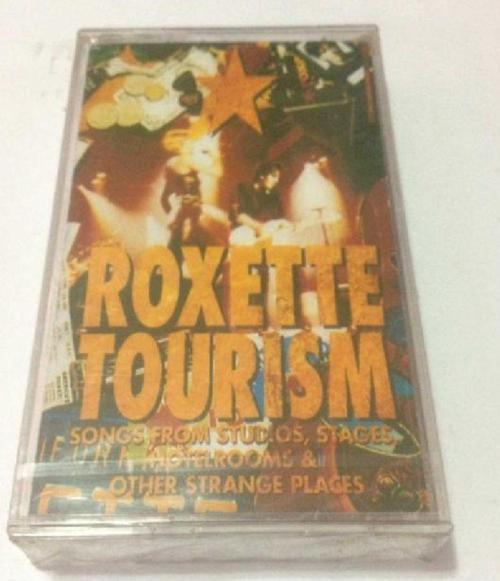 ROXETTE
TOURISM
SONGS FROM STUDIOS, STAGES,
HOTELROOMS &
OTHER STRANGE PLACES